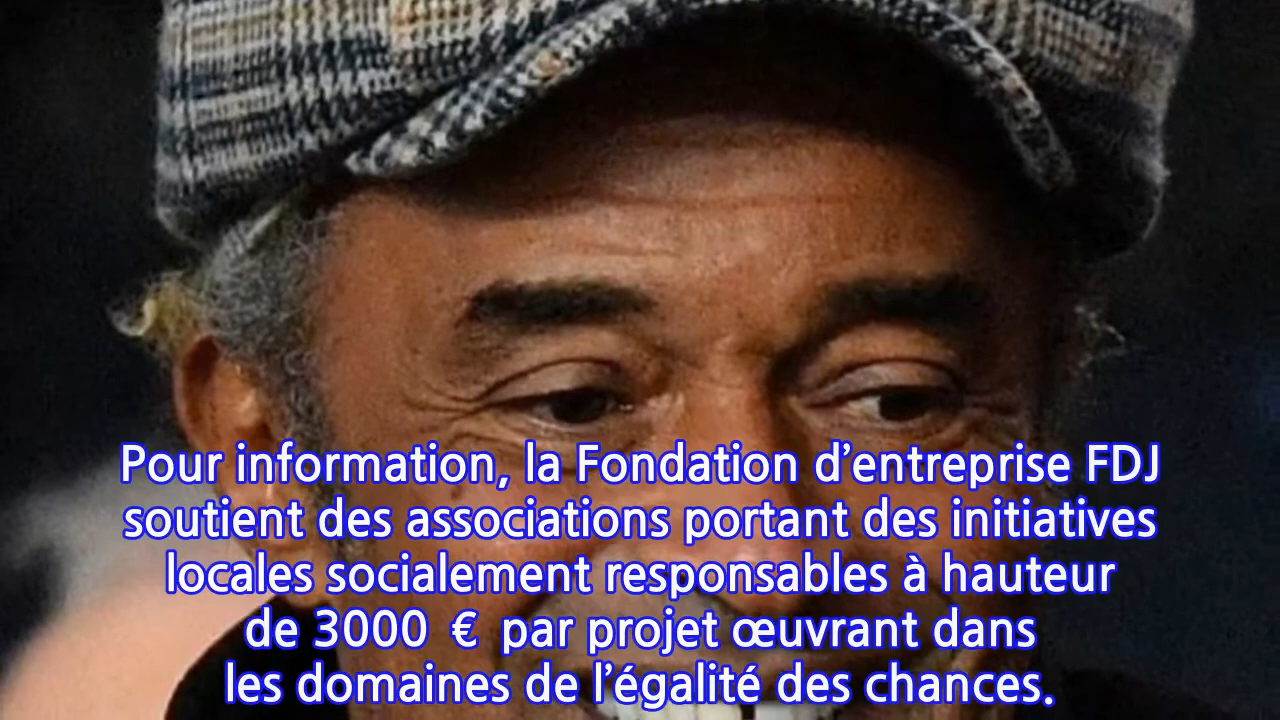 Pour information, la Fondation d’entreprise FDJ
soutient des associations portant des initiatives
locales socialement responsables à hauteur
de 3000 € par projet œuvrant dans
les domaines de l’égalité des chances.